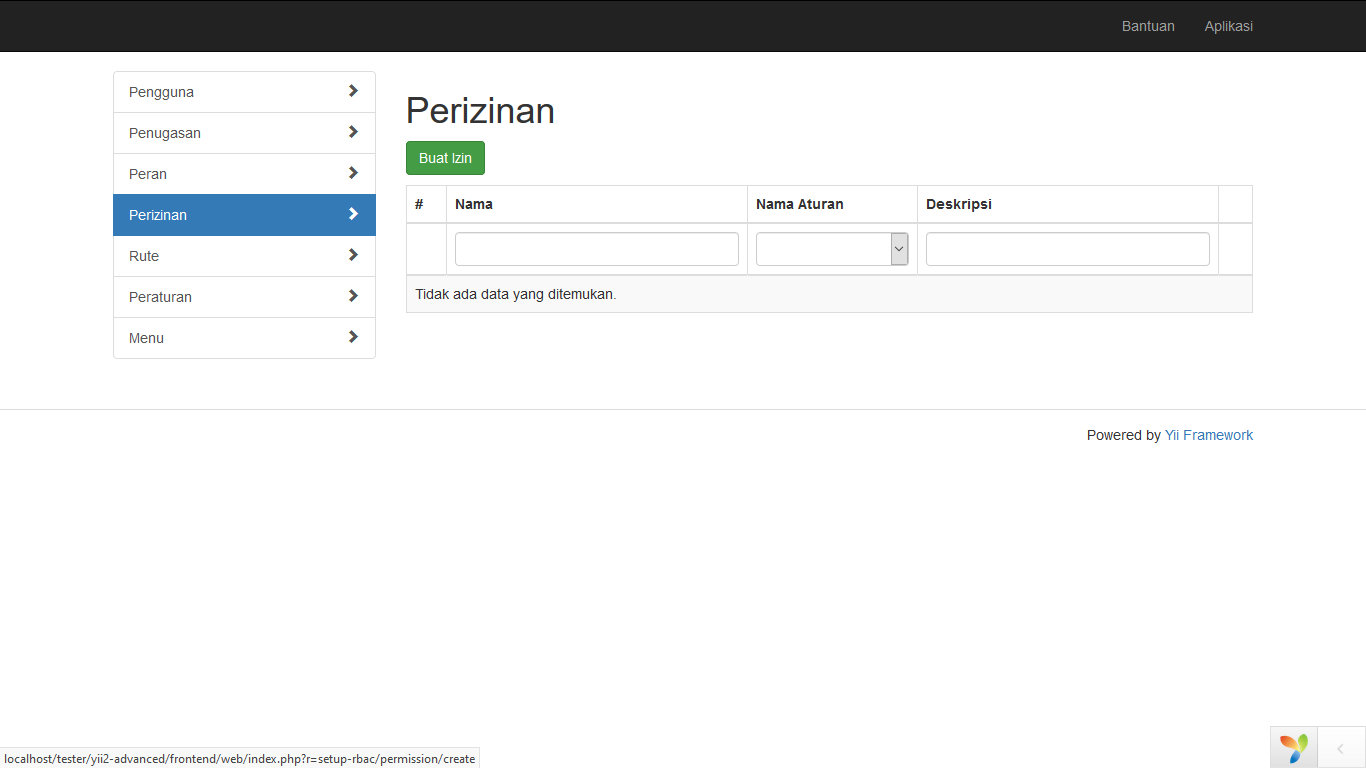 Bantuan Aplikasi
Pengguna
Penugasan
Peran
Perizinan
Rute
Peraturan
Menu
Perizinan
Buat Izin
# Nama Nama Aturan Deskripsi
Tidak ada data yang ditemukan.
Powered by Yii Framework
localhost/tester/yii2-advanced/frontend/web/index.php?r=setup-rbac/permission/create